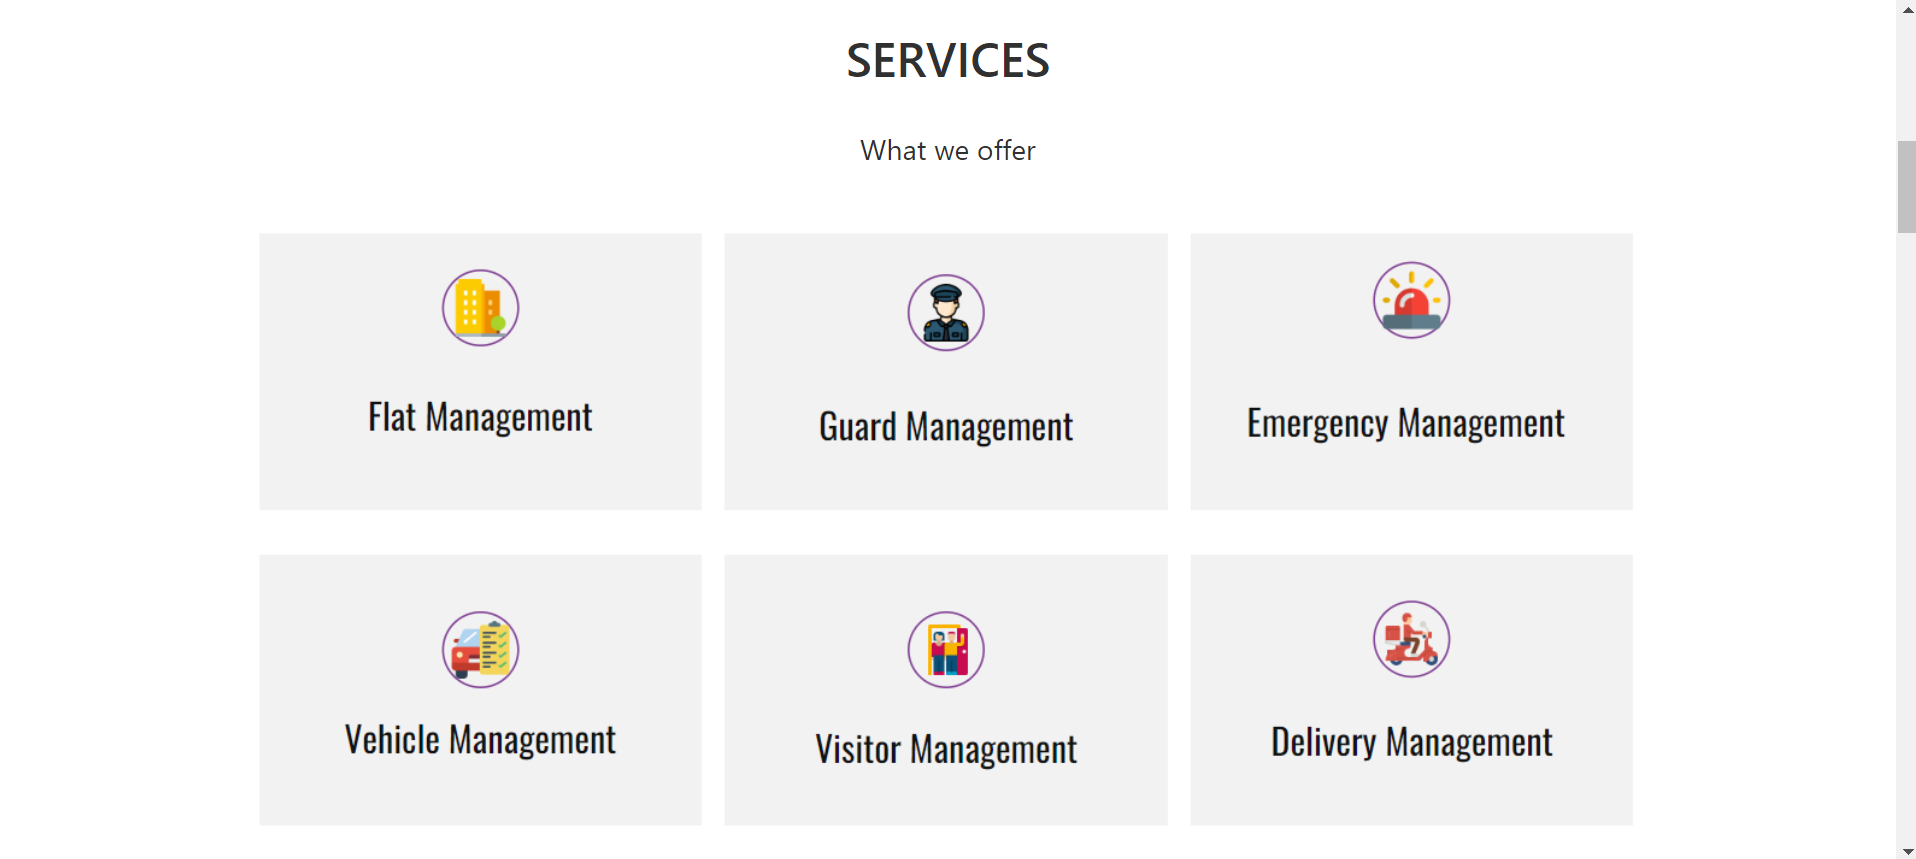 SERVICES
What we offer
Flat Management
Guard Management
Emergency Management
Vehicle Management
Visitor Management
Delivery Management